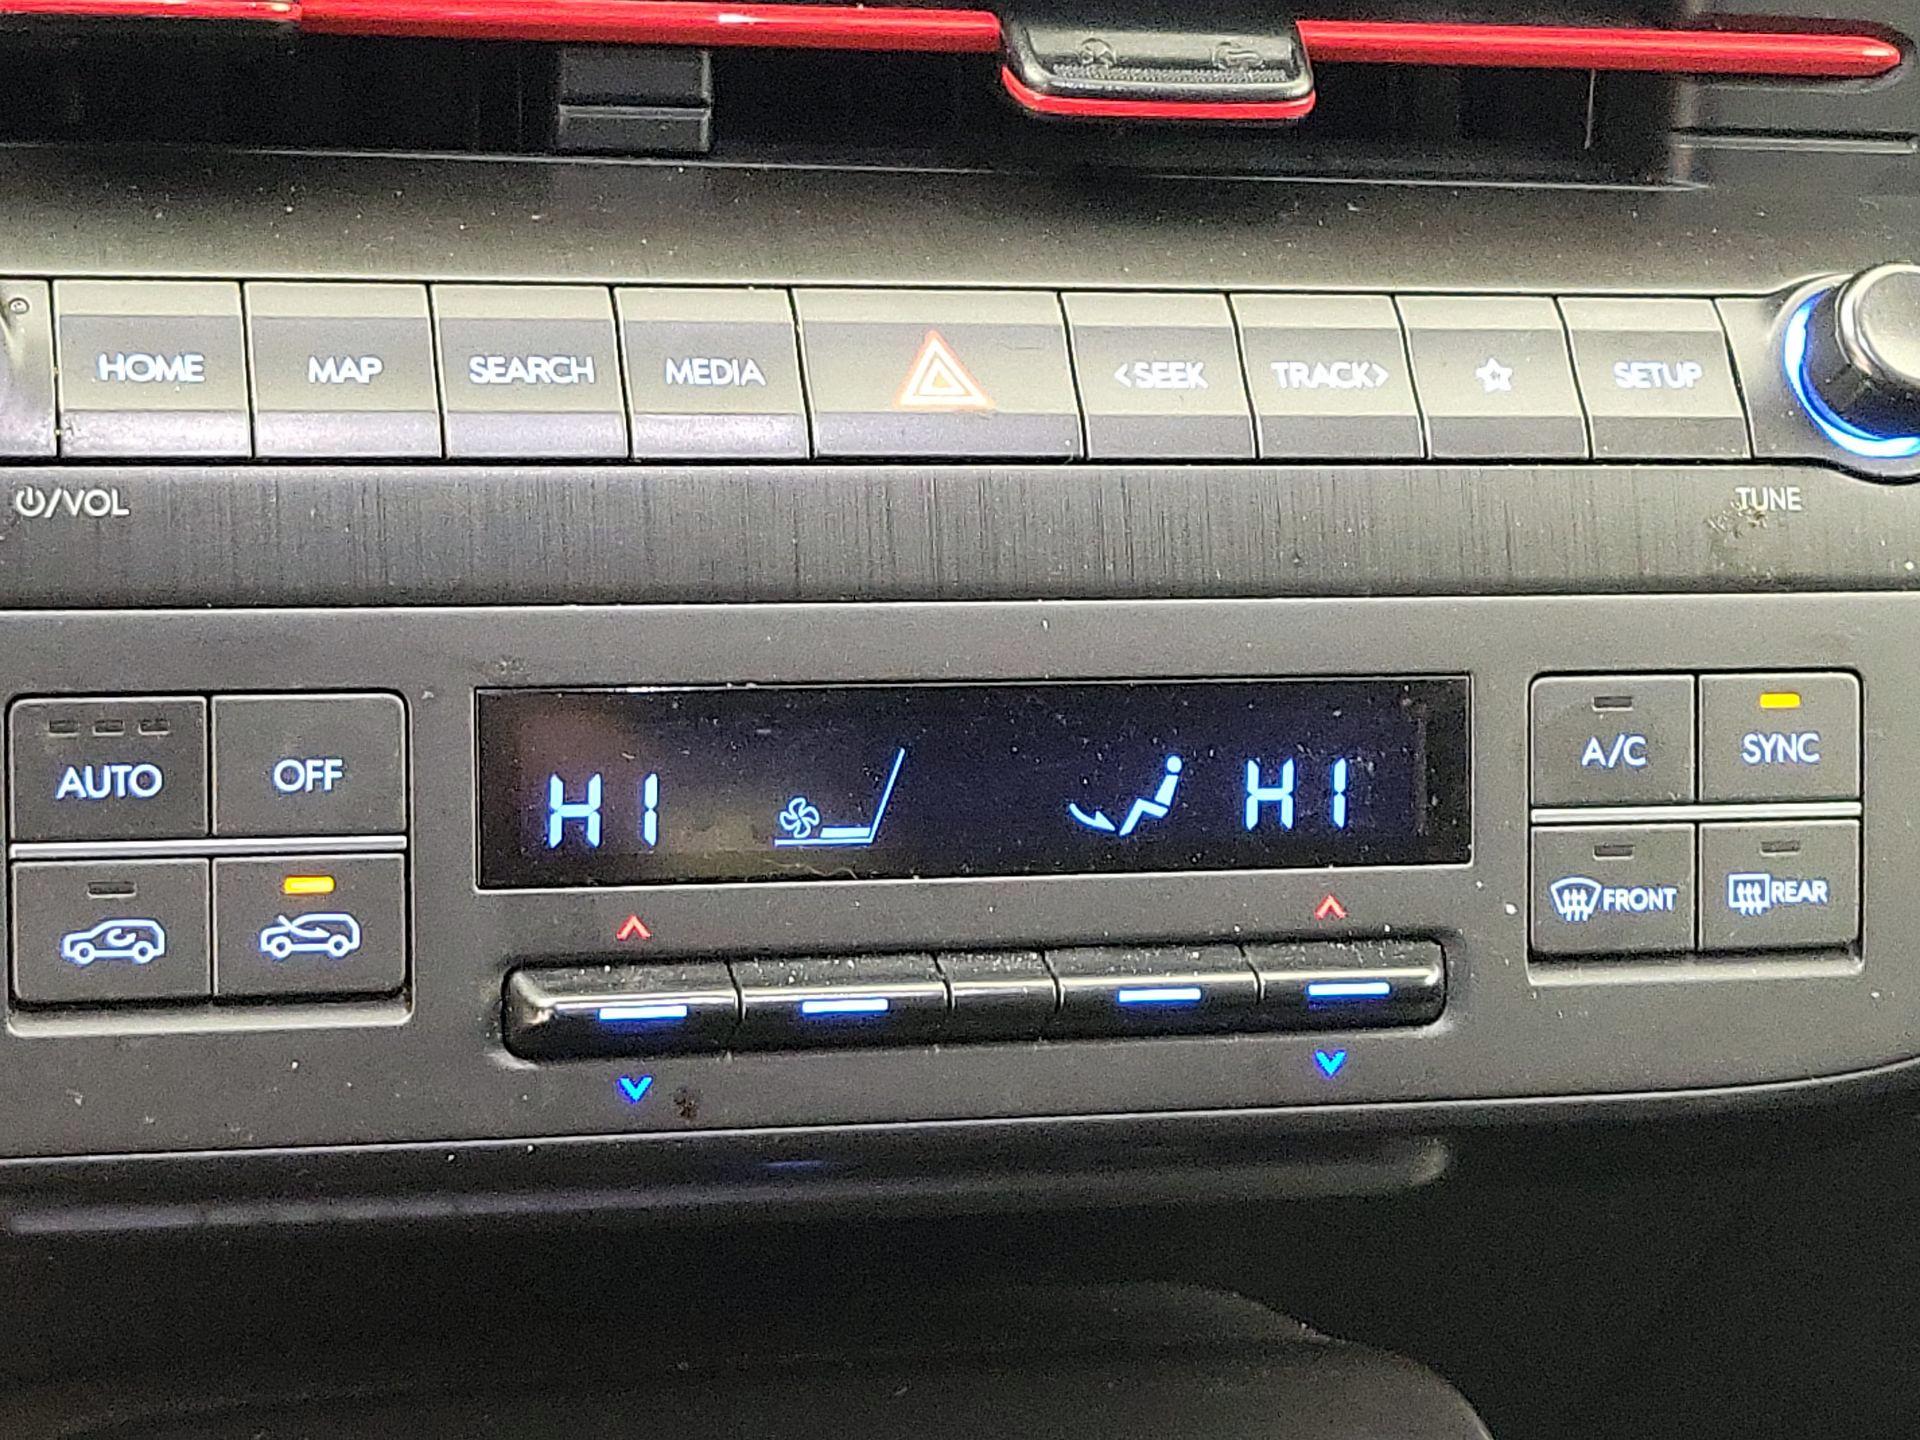 HOME MAP SEARCH MEDIA <SEEK TRACK> SETUP
/VOL TUNE
AUTO OFF HI HI A/C SYNC
FRONT REAR